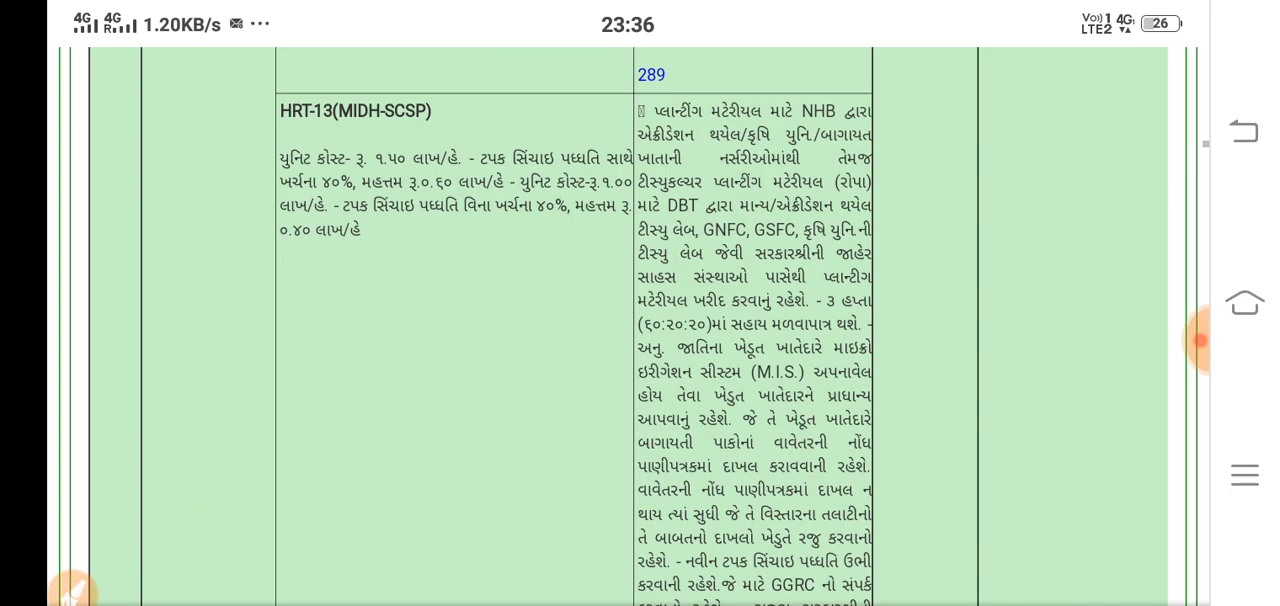 4G 4G R 1.20KB/s ...
23:36
Vo)) 1 4G LTE2 26
289
HRT-13(MIDH-SCSP)
યુનિટ કોસ્ટ- રૂ. ૧.૫૦ લાખ/હે. - ટપક સિંચાઇ પધ્ધતિ સાથે
ખર્ચના ૪૦%, મહત્તમ રૂ.૦.૬૦ લાખ/હે - યુનિટ કોસ્ટ-રૂ.૧.૦૦
લાખ/હે. - ટપક સિંચાઇ પધ્ધતિ વિના ખર્ચના ૪૦%, મહત્તમ રૂ.
૦.૪૦ લાખ/હે
પ્લાન્ટીંગ મટેરીયલ માટે NHB દ્વારા
એક્રીડેશન થયેલ/કૃષિ યુનિ./બાગાયત
ખાતાની નર્સરીઓમાંથી તેમજ
ટીસ્યુકલ્ચર પ્લાન્ટીંગ મટેરીયલ (રોપા)
માટે DBT દ્વારા માન્ય/એક્રીડેશન થયેલ
ટીસ્યુ લેબ, GNFC, GSFC, કૃષિ યુનિ.ની
ટીસ્યુ લેબ જેવી સરકારશ્રીની જાહેર
સાહસ સંસ્થાઓ પાસેથી પ્લાન્ટીગ
મટેરીયલ ખરીદ કરવાનું રહેશે. - ૩ હપ્તા
(૬૦:૨૦:૨૦)માં સહાય મળવાપાત્ર થશે. -
અનુ. જાતિના ખેડૂત ખાતેદારે માઇક્રો
ઇરીગેશન સીસ્ટમ (M.I.S.) અપનાવેલ
હોય તેવા ખેડુત ખાતેદારને પ્રાધાન્ય
આપવાનું રહેશે. જે તે ખેડૂત ખાતેદારે
બાગાયતી પાકોનાં વાવેતરની નોંધ
પાણીપત્રકમાં દાખલ કરાવવાની રહેશે.
વાવેતરની નોંધ પાણીપત્રકમાં દાખલ ન
થાય ત્યાં સુધી જે તે વિસ્તારના તલાટીનો
તે બાબતનો દાખલો ખેડુતે રજુ કરવાનો
રહેશે. - નવીન ટપક સિંચાઇ પધ્ધતિ ઉભી
કરવાની રહેશે.જે માટે GGRC નો સંપર્ક